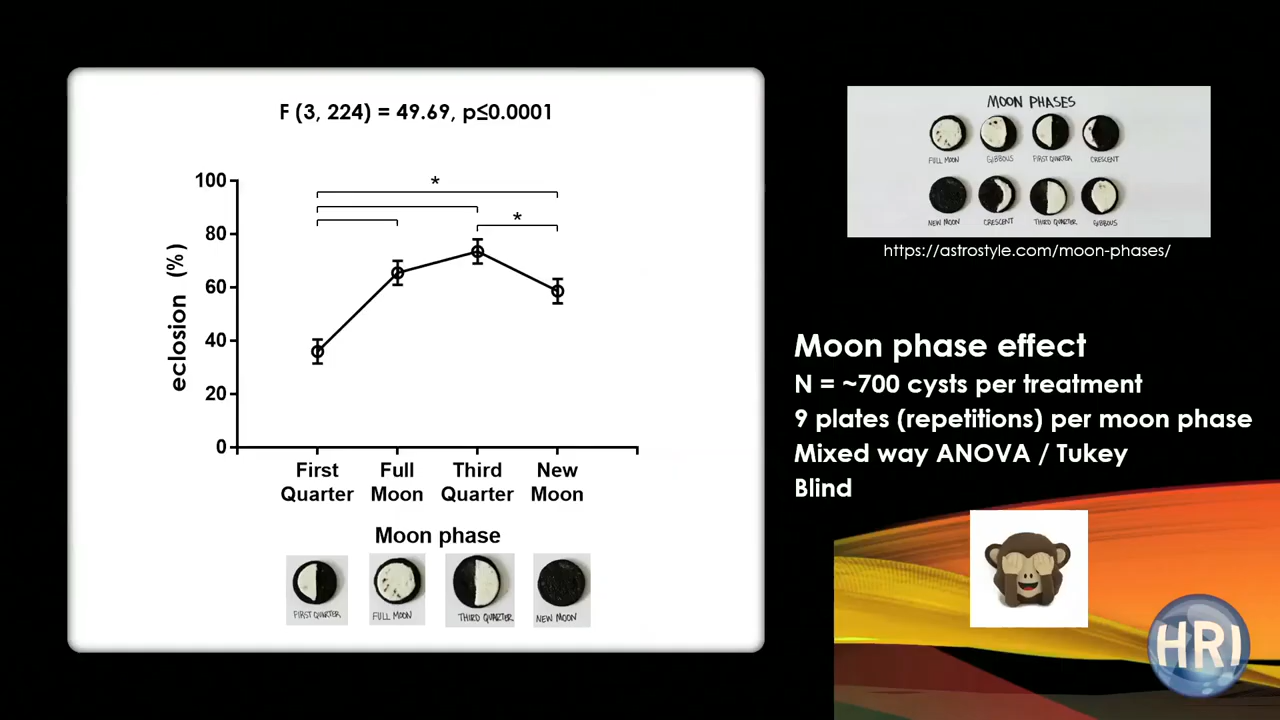 F (3, 224) = 49.69, p≤0.0001
100
80
60
40
20
0
eclosion (%)
*
*
First Quarter
Full Moon
Third Quarter
New Moon
Moon phase
FIRST QUARTER
FULL MOON
THIRD QUARTER
NEW MOON
MOON PHASES
FULL MOON
GIBBOUS
FIRST QUARTER
CRESCENT
NEW MOON
CRESCENT
THIRD QUARTER
GIBBOUS
https://astrostyle.com/moon-phases/
Moon phase effect
N = ~700 cysts per treatment
9 plates (repetitions) per moon phase
Mixed way ANOVA / Tukey
Blind
HRI